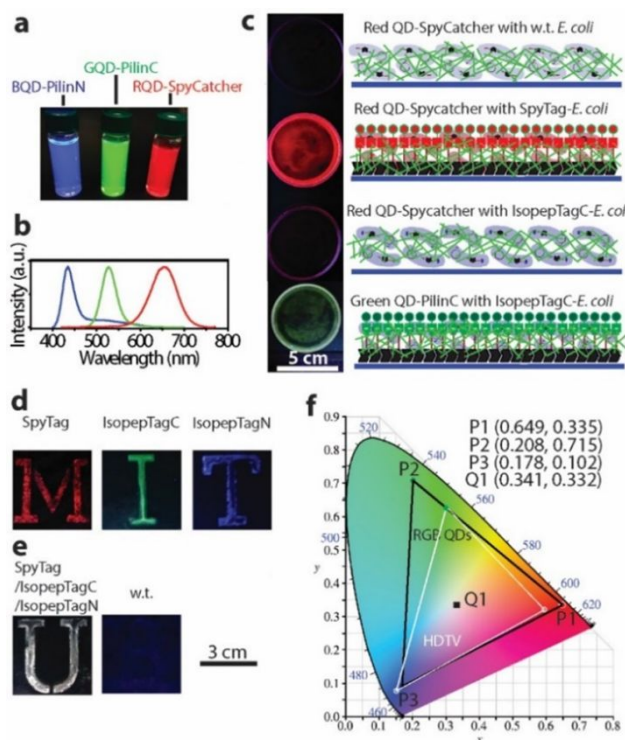 a
GQD-PilinC
BQD-PilinN RQD-SpyCatcher
b
Intensity (a.u.)
400 500 600 700 800
Wavelength (nm)
c
Red QD-SpyCatcher with w.t. E. coli
Red QD-Spycatcher with SpyTag-E. coli
Red QD-Spycatcher with IsopepTagC-E. coli
Green QD-PilinC with IsopepTagC-E. coli
5 cm
d
SpyTag IsopepTagC IsopepTagN
M I T
e
SpyTag
/IsopepTagC
/IsopepTagN
w.t.
U
3 cm
f
P1 (0.649, 0.335)
P2 (0.208, 0.715)
P3 (0.178, 0.102)
Q1 (0.341, 0.332)
0.9
0.8
0.7
0.6
0.5
0.4
0.3
0.2
0.1
0.0
y
520
540
560
580
600
620
500
480
460
P2
RGB QDs
Q1
P1
HDTV
P3
0.0 0.1 0.2 0.3 0.4 0.5 0.6 0.7 0.8